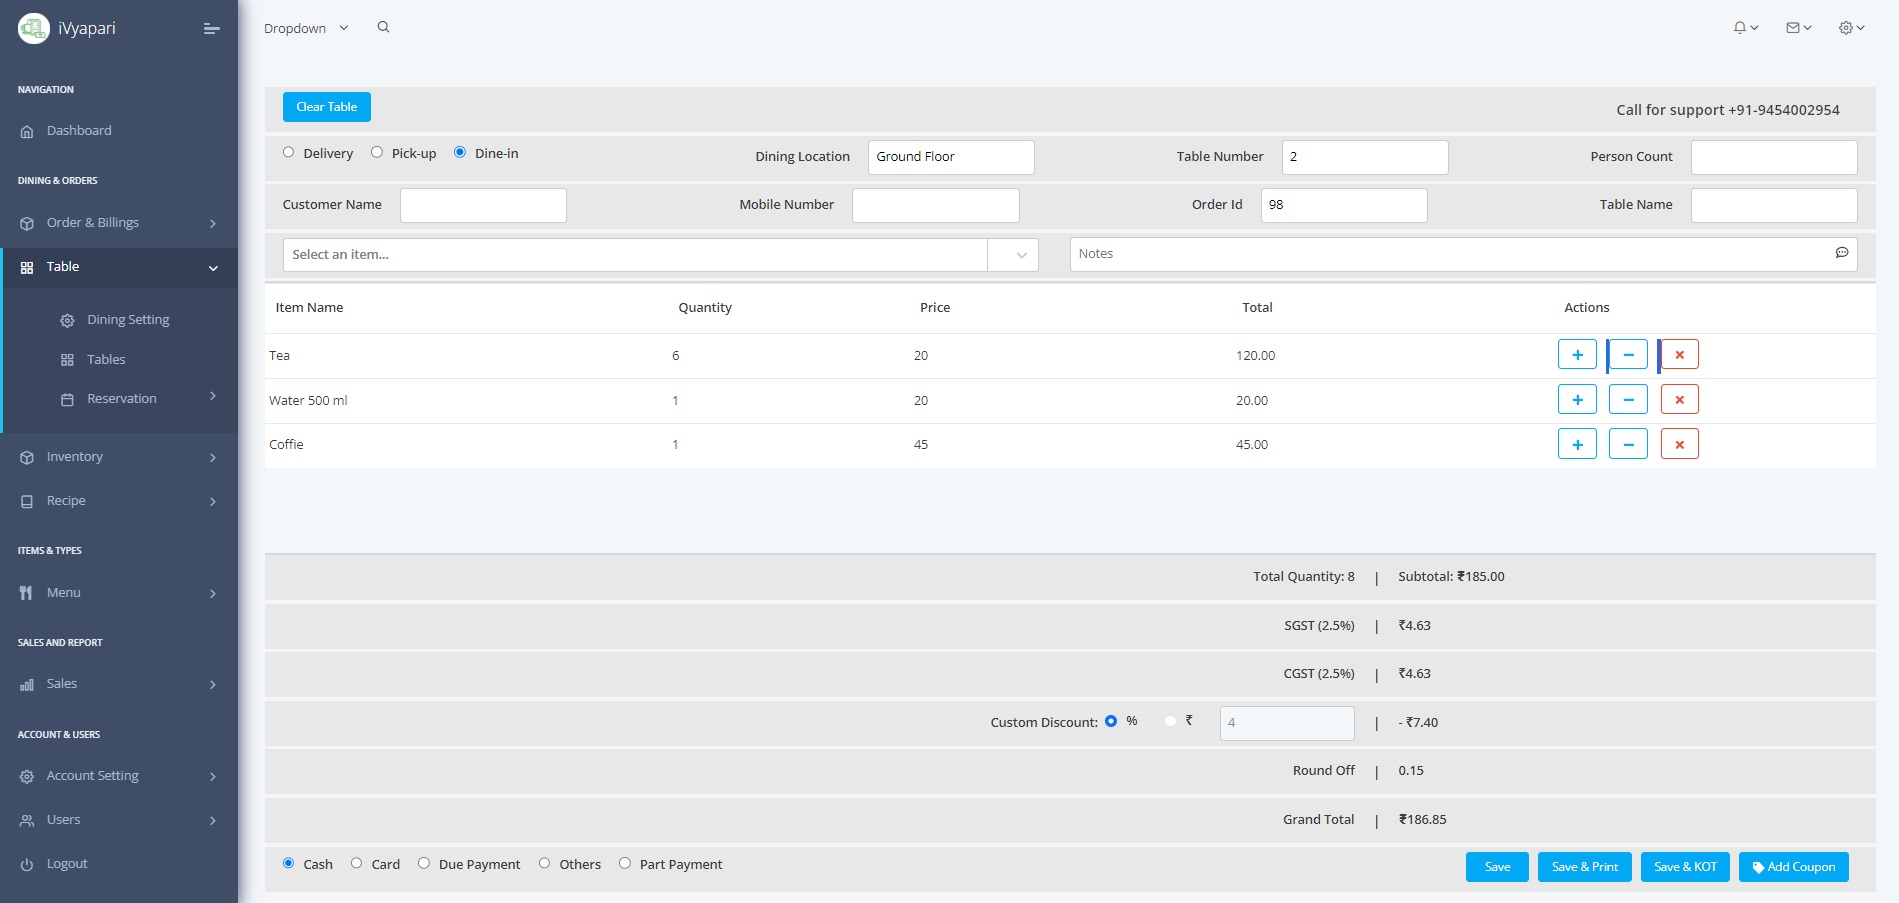 iVyapari
Dropdown
NAVIGATION
Dashboard
DINING & ORDERS
Order & Billings
Table
Dining Setting
Tables
Reservation
Inventory
Recipe
ITEMS & TYPES
Menu
SALES AND REPORT
Sales
ACCOUNT & USERS
Account Setting
Users
Logout
Clear Table
Call for support +91-9454002954
Delivery Pick-up Dine-in Dining Location Ground Floor Table Number 2 Person Count
Customer Name Mobile Number Order Id 98 Table Name
Select an item... Notes
Item Name Quantity Price Total Actions
Tea 6 20 120.00
Water 500 ml 1 20 20.00
Coffie 1 45 45.00
Total Quantity: 8 | Subtotal: ₹185.00
SGST (2.5%) | ₹4.63
CGST (2.5%) | ₹4.63
Custom Discount: % ₹ 4 | - ₹7.40
Round Off | 0.15
Grand Total | ₹186.85
Cash Card Due Payment Others Part Payment Save Save & Print Save & KOT Add Coupon